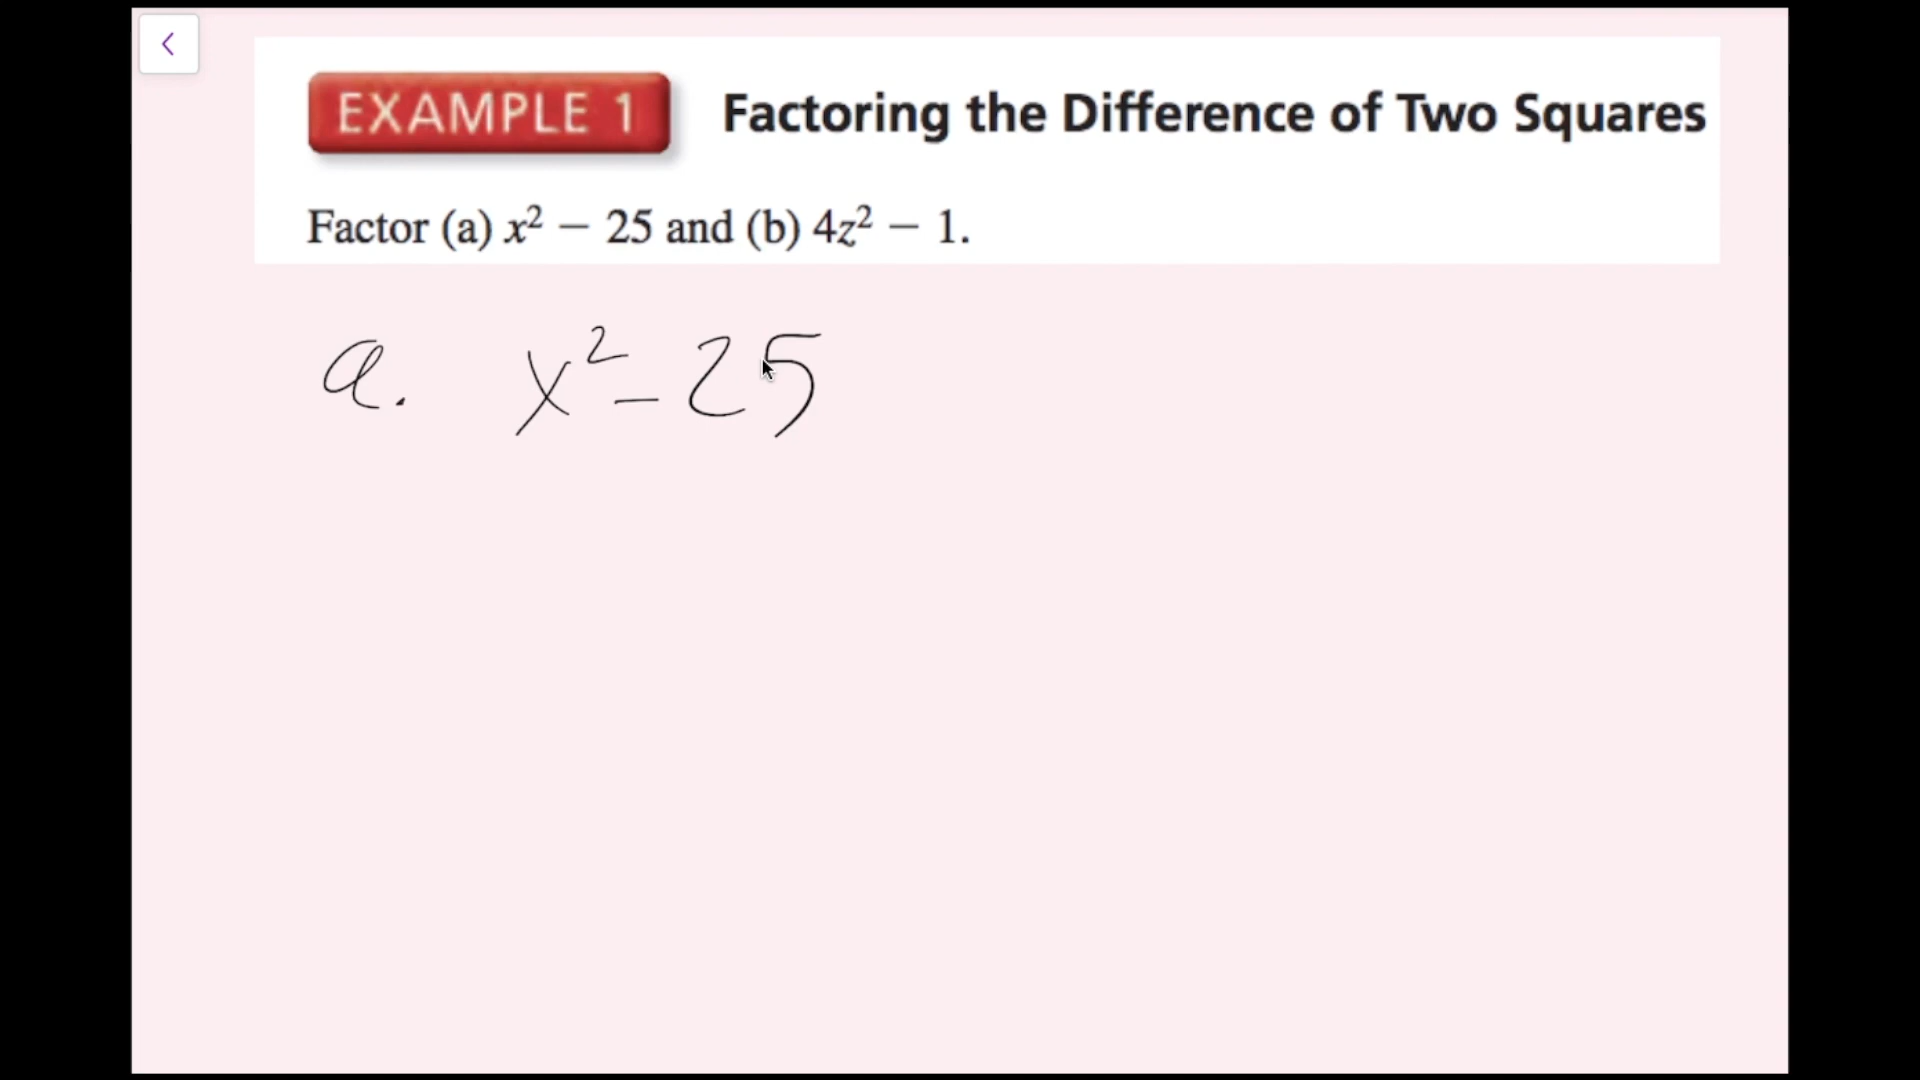 EXAMPLE 1 Factoring the Difference of Two Squares
Factor (a) x² − 25 and (b) 4z² − 1.
a. x² − 25